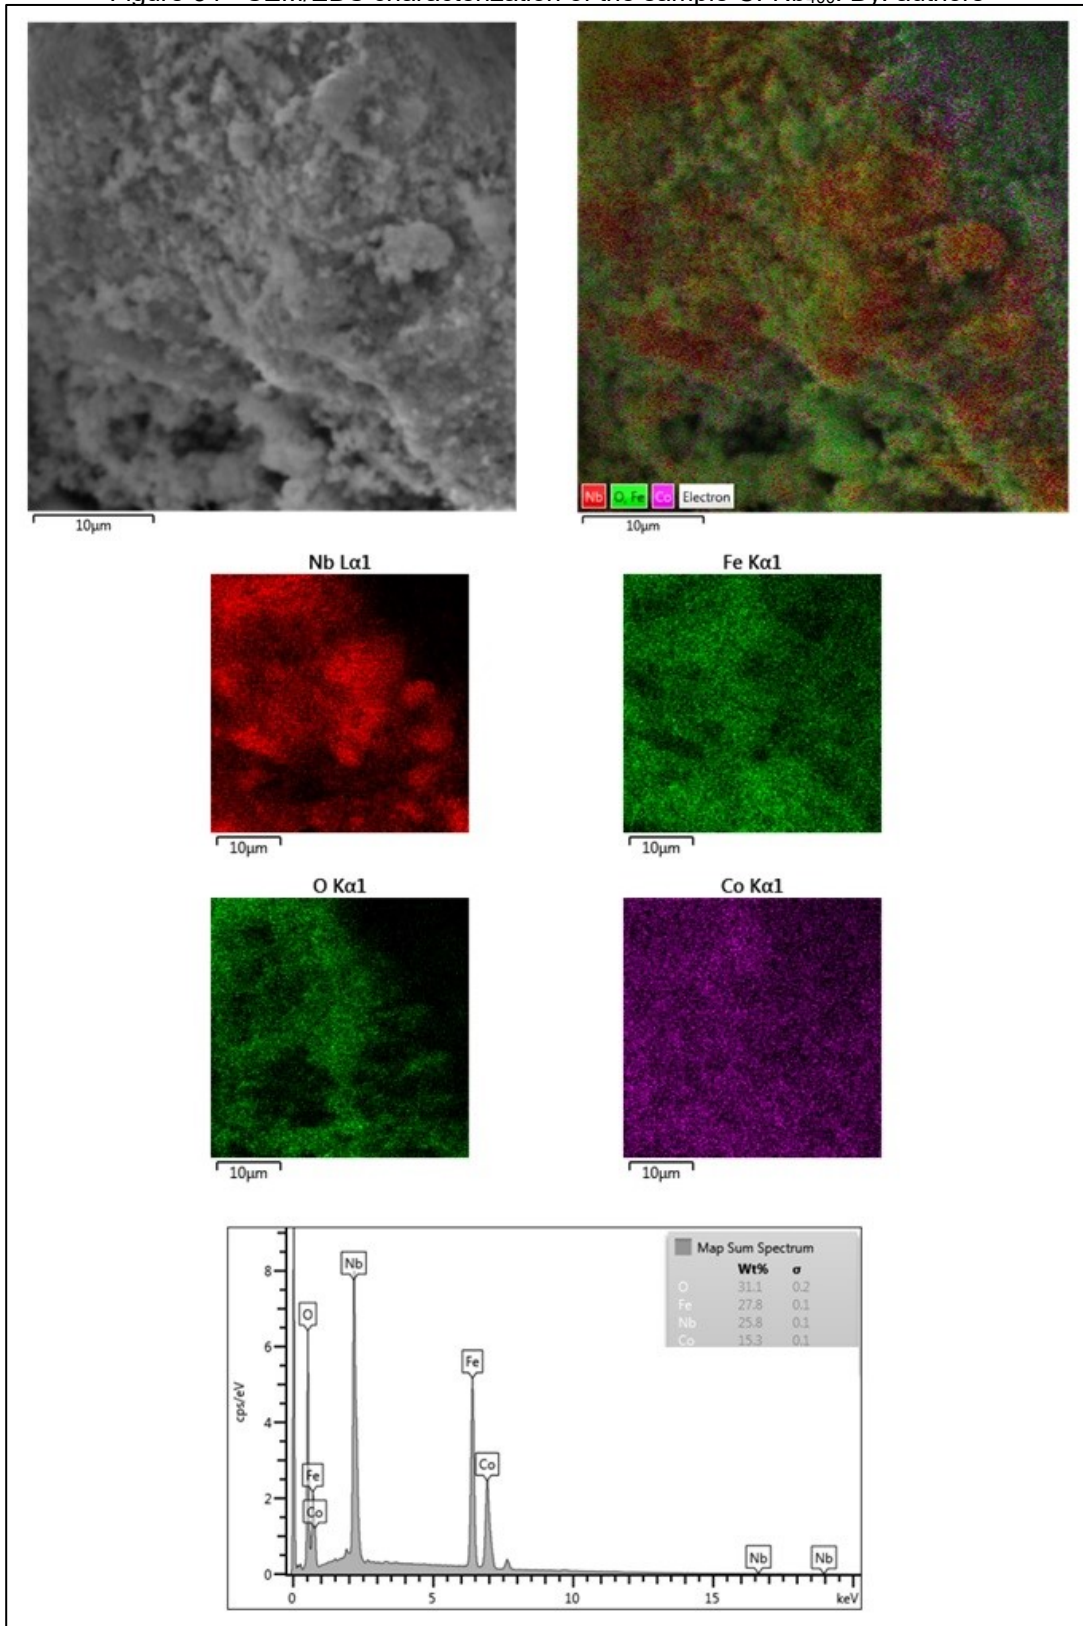 10µm
Nb O, Fe Co Electron
10µm
Nb Lα1
Fe Kα1
10µm
10µm
O Kα1
Co Kα1
10µm
10µm
Map Sum Spectrum
Wt% σ
O 31.1 0.2
Fe 27.8 0.1
Nb 25.8 0.1
Co 15.3 0.1
8
6
4
2
0
cps/eV
Nb
O
Fe
Co
Fe
Co
Nb
Nb
0 5 10 15 keV